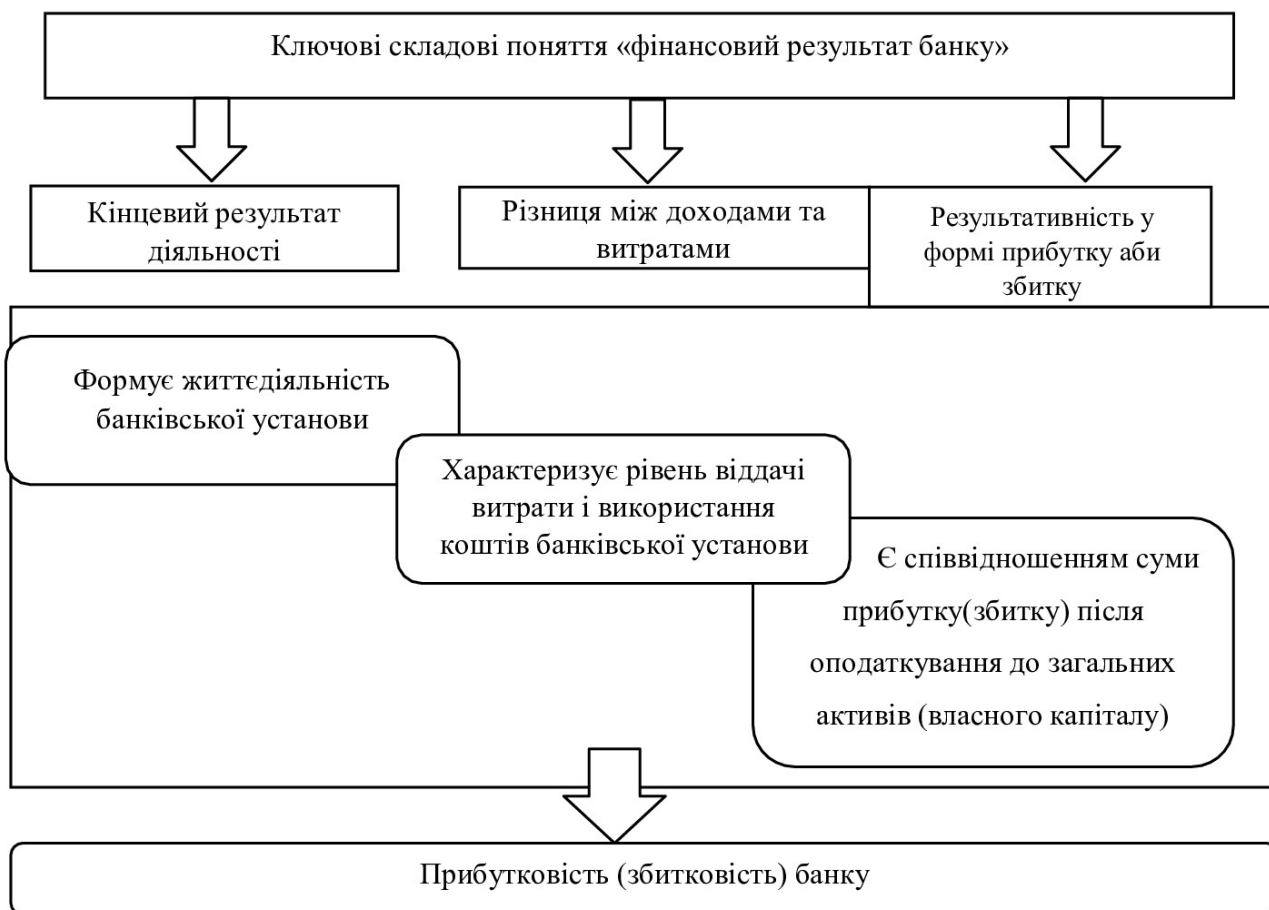 Ключові складові поняття «фінансовий результат банку»
Кінцевий результат
діяльності
Різниця між доходами та
витратами
Результативність у
формі прибутку аби
збитку
Формує життєдіяльність
банківської установи
Характеризує рівень віддачі
витрати і використання
коштів банківської установи
Є співвідношенням суми
прибутку(збитку) після
оподаткування до загальних
активів (власного капіталу)
Прибутковість (збитковість) банку